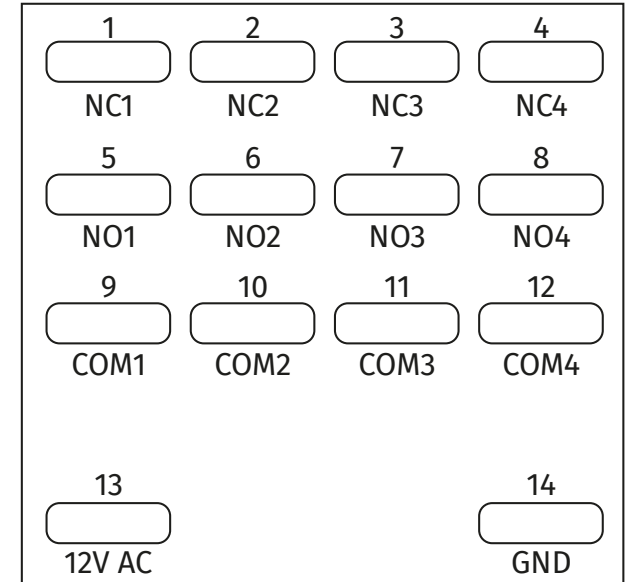 1 2 3 4
NC1 NC2 NC3 NC4
5 6 7 8
NO1 NO2 NO3 NO4
9 10 11 12
COM1 COM2 COM3 COM4
13 14
12V AC GND